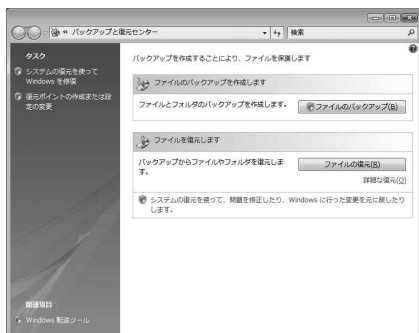 « バックアップと復元センター
検索
タスク
システムの復元を使って
Windows を修復
復元ポイントの作成または設
定の変更
関連項目
Windows 転送ツール
バックアップを作成することにより、ファイルを保護します
ファイルのバックアップを作成します
ファイルとフォルダのバックアップを作成します。
ファイルのバックアップ(B)
ファイルを復元します
バックアップからファイルやフォルダを復元しま
す。
ファイルの復元(R)
詳細な復元(O)
システムの復元を使って、問題を修正したり、Windows に行った変更を元に戻したり
します。